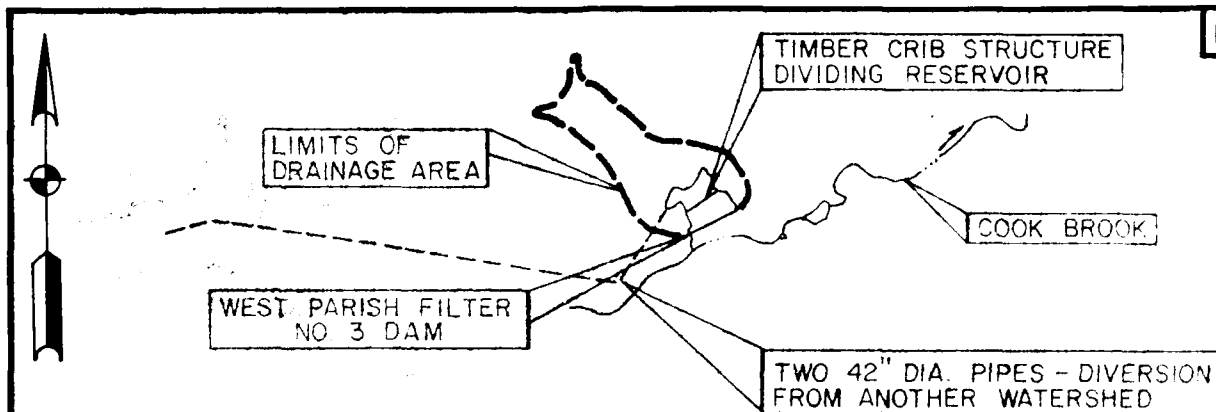 TIMBER CRIB STRUCTURE
DIVIDING RESERVOIR
LIMITS OF
DRAINAGE AREA
COOK BROOK
WEST PARISH FILTER
NO. 3 DAM
TWO 42" DIA. PIPES - DIVERSION
FROM ANOTHER WATERSHED